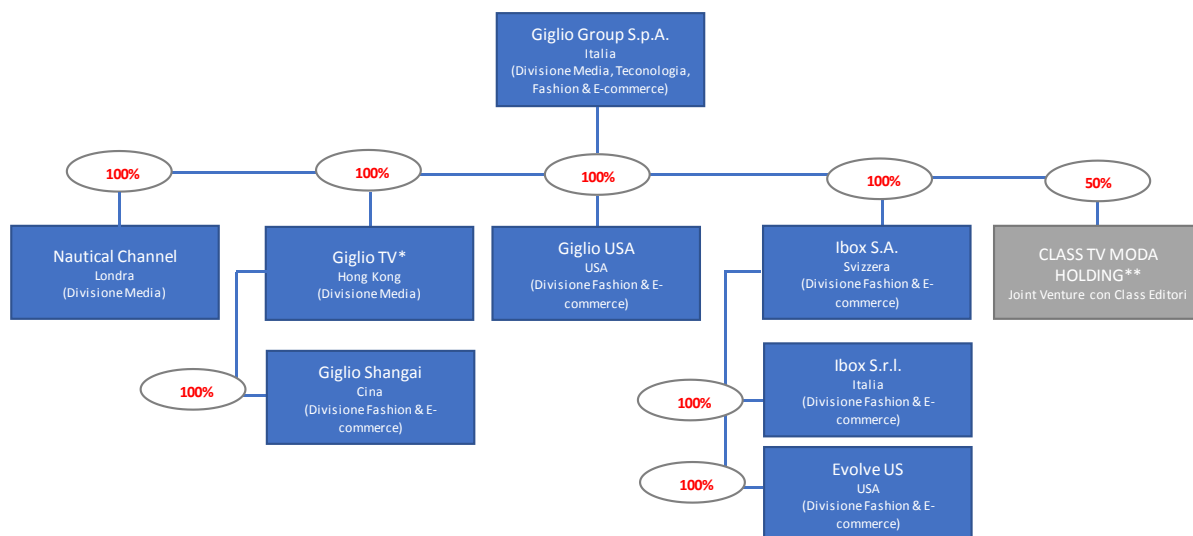 Giglio Group S.p.A.
Italia
(Divisione Media, Teconologia,
Fashion & E-commerce)
100%
100%
100%
100%
50%
Nautical Channel
Londra
(Divisione Media)
Giglio TV*
Hong Kong
(Divisione Media)
Giglio USA
USA
(Divisione Fashion & E-
commerce)
Ibox S.A.
Svizzera
(Divisione Fashion & E-
commerce)
CLASS TV MODA
HOLDING**
Joint Venture con Class Editori
100%
Giglio Shangai
Cina
(Divisione Fashion & E-
commerce)
100%
Ibox S.r.l.
Italia
(Divisione Fashion & E-
commerce)
100%
Evolve US
USA
(Divisione Fashion & E-
commerce)